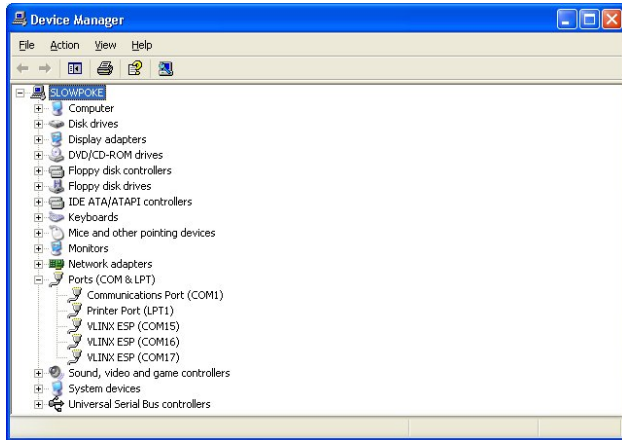 Device Manager
File Action View Help
SLOWPOKE
Computer
Disk drives
Display adapters
DVD/CD-ROM drives
Floppy disk controllers
Floppy disk drives
IDE ATA/ATAPI controllers
Keyboards
Mice and other pointing devices
Monitors
Network adapters
Ports (COM & LPT)
Communications Port (COM1)
Printer Port (LPT1)
VLINX ESP (COM15)
VLINX ESP (COM16)
VLINX ESP (COM17)
Sound, video and game controllers
System devices
Universal Serial Bus controllers